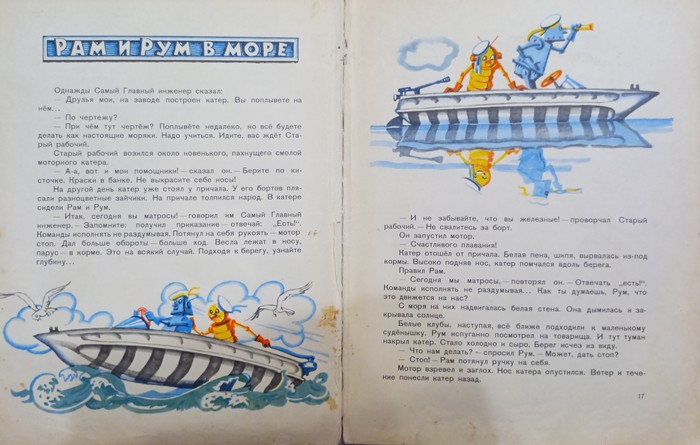 РАМ И РУМ В МОРЕ
Однажды Самый Главный инженер сказал:
— Друзья мои, на заводе построен катер. Вы поплывете на
нём...
— По чертежу?
— При чём тут чертёж? Поплывёте недалеко, но всё будете
делать как настоящие моряки. Надо учиться. Идите, вас ждёт Ста-
рый рабочий.
Старый рабочий возился около новенького, пахнущего смолой
моторного катера.
— А-а, вот и мои помощники! — сказал он. — Берите по ки-
сточке. Краски в банке. Не выкрасите себе носы!
На другой день катер уже стоял у причала. У его бортов пля-
сали разноцветные зайчики. На причале толпился народ. В катере
сидели Рам и Рум.
— Итак, сегодня вы матросы! — говорил им Самый Главный
инженер. — Запомните: получил приказание — отвечай: „Есть!“.
Команды исполнять не раздумывая. Потянул на себя рукоять — мотор
стоп. Дал больше обороты — больше ход. Весла лежат в носу,
парус — в корме. Это на всякий случай. Подходя к берегу, узнайте
глубину...
— И не забывайте, что вы железные! — проворчал Старый
рабочий. — Не свалитесь за борт.
Он запустил мотор.
— Счастливого плавания!
Катер отошёл от причала. Белая пена, шипя, вырвалась из-под
кормы. Высоко подняв нос, катер помчался вдоль берега.
Правил Рам.
— Сегодня мы матросы, — повторял он. — Отвечать „есть!“.
Команды исполнять не раздумывая... Как ты думаешь, Рум, что
это движется на нас?
С моря на них надвигалась белая стена. Она дымилась и за-
крывала солнце.
Белые клубы, наступая, всё ближе подходили к маленькому
судёнышку. Рум испуганно посмотрел на товарища. И тут туман
накрыл катер. Стало холодно и сыро. Берег исчез из виду.
— Что нам делать? — спросил Рум. — Может, дать стоп?
— Стоп! — Рам потянул ручку на себя.
Мотор взревел и заглох. Нос катера опустился. Ветер и тече-
ние понесли катер назад.
17